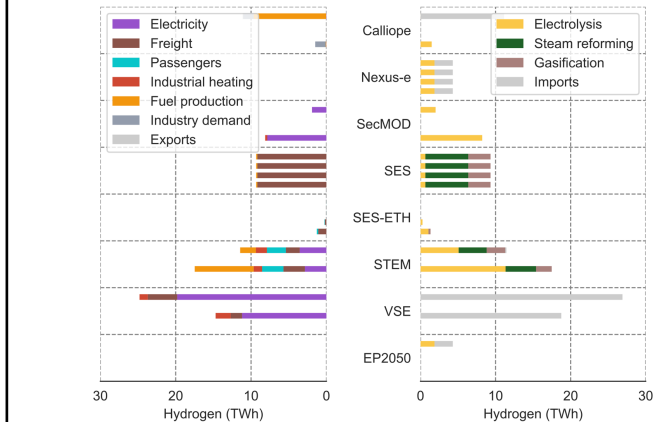 Electricity
Freight
Passengers
Industrial heating
Fuel production
Industry demand
Exports
Calliope
Nexus-e
SecMOD
SES
SES-ETH
STEM
VSE
EP2050
Electrolysis
Steam reforming
Gasification
Imports
30 20 10 0
Hydrogen (TWh)
0 10 20 30
Hydrogen (TWh)